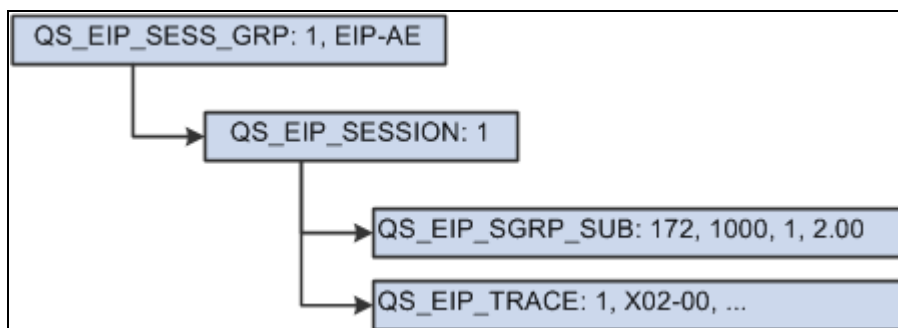 QS_EIP_SESS_GRP: 1, EIP-AE
QS_EIP_SESSION: 1
QS_EIP_SGRP_SUB: 172, 1000, 1, 2.00
QS_EIP_TRACE: 1, X02-00, ...